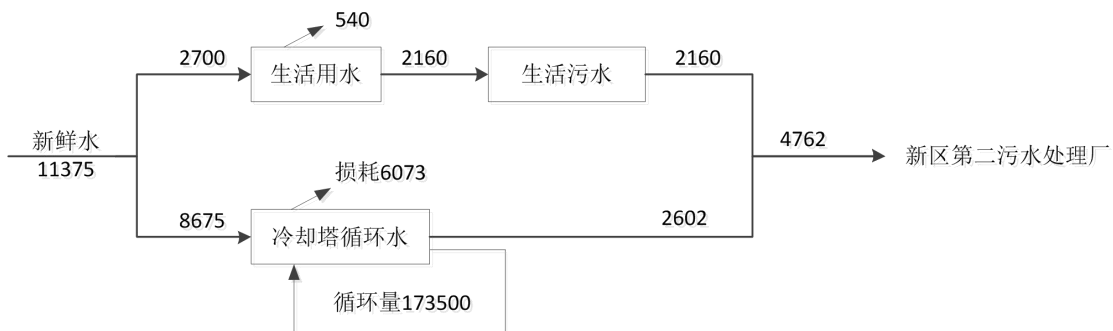 540
2700
生活用水
2160
生活污水
2160
新鲜水
11375
4762
新区第二污水处理厂
损耗6073
8675
冷却塔循环水
2602
循环量173500